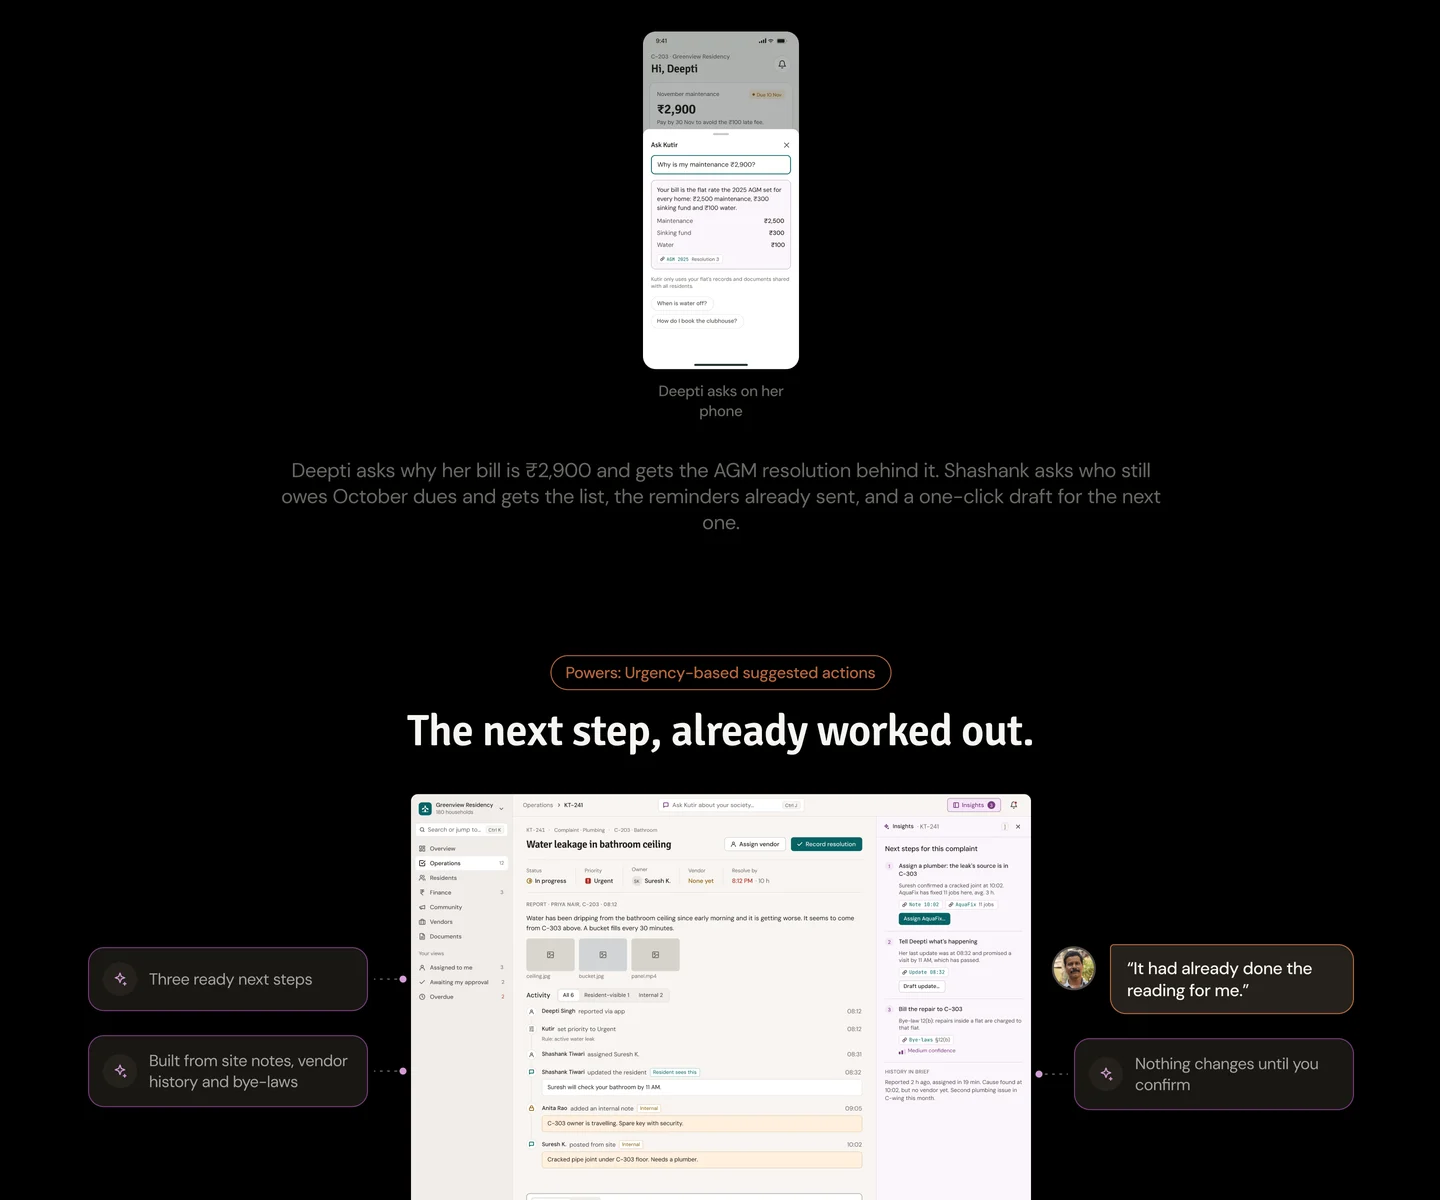 9:41
C-203 · Greenview Residency
Hi, Deepti
November maintenance
Due 10 Nov
₹2,900
Pay by 30 Nov to avoid the ₹100 late fee.
Ask Kutir
Why is my maintenance ₹2,900?
Your bill is the flat rate the 2025 AGM set for
every home: ₹2,500 maintenance, ₹300
sinking fund and ₹100 water.
Maintenance ₹2,500
Sinking fund ₹300
Water ₹100
AGM 2025 Resolution 3
Kutir only uses your flat's records and documents shared
with all residents.
When is water off?
How do I book the clubhouse?
Deepti asks on her
phone
Deepti asks why her bill is ₹2,900 and gets the AGM resolution behind it. Shashank asks who still
owes October dues and gets the list, the reminders already sent, and a one-click draft for the next
one.
Powers: Urgency-based suggested actions
The next step, already worked out.
Three ready next steps
Built from site notes, vendor
history and bye-laws
Greenview Residency
180 households
Search or jump to... Ctrl K
Overview
Operations 12
Residents
Finance 3
Community
Vendors
Documents
Your views
Assigned to me 3
Awaiting my approval 3
Overdue 2
Operations > KT-241
Ask Kutir about your society... Ctrl J
Insights 3
KT-241 · Complaint · Plumbing · C-203 · Bathroom
Water leakage in bathroom ceiling
Assign vendor
Record resolution
Status
In progress
Priority
Urgent
Owner
SK Suresh K.
Vendor
None yet
Resolve by
8:12 PM · 10 h
REPORT · PRIYA NAIR, C-203 · 08:12
Water has been dripping from the bathroom ceiling since early morning and it is getting worse. It seems to come
from C-303 above. A bucket fills every 30 minutes.
ceiling.jpg
bucket.jpg
panel.mp4
Activity All 6 Resident-visible 1 Internal 2
Deepti Singh reported via app 08:12
Kutir set priority to Urgent 08:12
Rule: active water leak
Shashank Tiwari assigned Suresh K. 08:31
Shashank Tiwari updated the resident Resident sees this 08:32
Suresh will check your bathroom by 11 AM.
Anita Rao added an internal note Internal 09:05
C-303 owner is travelling. Spare key with security.
Suresh K. posted from site Internal 10:02
Cracked pipe joint under C-303 floor. Needs a plumber.
Insights · KT-241
Next steps for this complaint
1 Assign a plumber: the leak's source is in
C-303
Suresh confirmed a cracked joint at 10:02.
AquaFix has fixed 11 jobs here, avg. 3 h.
Note 10:02 AquaFix 11 jobs
Assign AquaFix...
2 Tell Deepti what's happening
Her last update was at 08:32 and promised a
visit by 11 AM, which has passed.
Update 08:32
Draft update...
3 Bill the repair to C-303
Bye-law 12(b): repairs inside a flat are charged to
that flat.
Bye-laws §12(b)
Medium confidence
HISTORY IN BRIEF
Reported 2 h ago, assigned in 19 min. Cause found at
10:02, but no vendor yet. Second plumbing issue in
C-wing this month.
“It had already done the
reading for me.”
Nothing changes until you
confirm